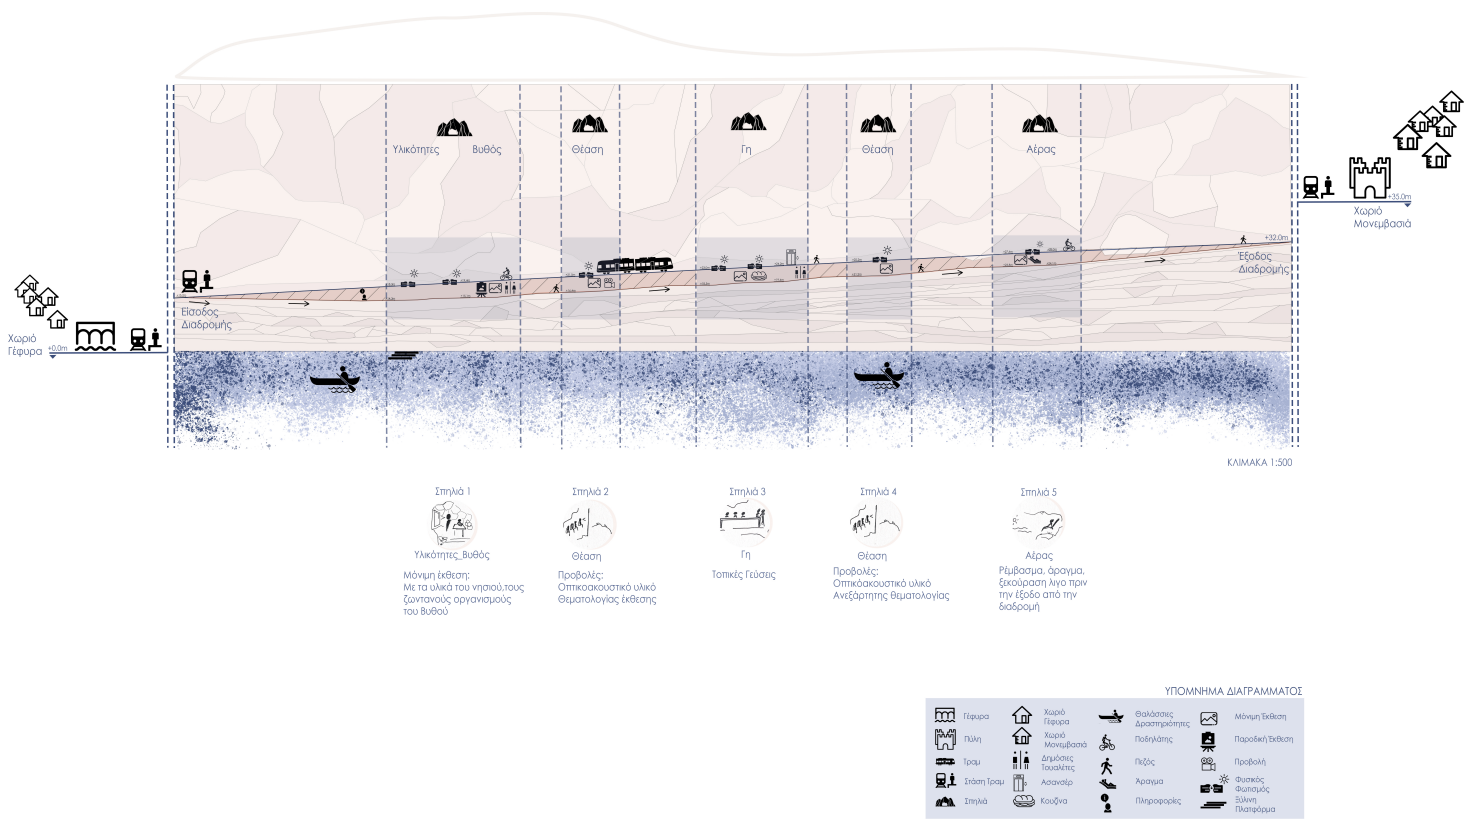 Υλικότητες Βυθός
Θέαση
Γη
Θέαση
Αέρας
+35.0m
Χωριό
Μονεμβασιά
+32.0m
Έξοδος
Διαδρομής
Είσοδος
Διαδρομής
Χωριό
Γέφυρα
+0.0m
ΚΛΙΜΑΚΑ 1:500
Σπηλιά 1
Υλικότητες_Βυθός
Μόνιμη έκθεση:
Με τα υλικά του νησιού,τους
ζωντανούς οργανισμούς
του Βυθού
Σπηλιά 2
Θέαση
Προβολές:
Οπτικοακουστικό υλικό
Θεματολογίας έκθεσης
Σπηλιά 3
Γη
Τοπικές Γεύσεις
Σπηλιά 4
Θέαση
Προβολές:
Οπτικόακουστικό υλικό
Ανεξάρτητης θεματολογίας
Σπηλιά 5
Αέρας
Ρέμβασμα, άραγμα,
ξεκούραση λιγο πριν
την έξοδο από την
διαδρομή
ΥΠΟΜΝΗΜΑ ΔΙΑΓΡΑΜΜΑΤΟΣ
Γέφυρα
Πύλη
Τραμ
Στάση Τραμ
Σπηλιά
Χωριό
Γέφυρα
Χωριό
Μονεμβασιά
Δημόσιες
Τουαλέτες
Ασανσέρ
Κουζίνα
Θαλάσσιες
Δραστηριότητες
Ποδηλάτης
Πεζός
Άραγμα
Πληροφορίες
Μόνιμη Έκθεση
Παροδική Έκθεση
Προβολή
Φυσικός
Φωτισμός
Ξύλινη
Πλατφόρμα